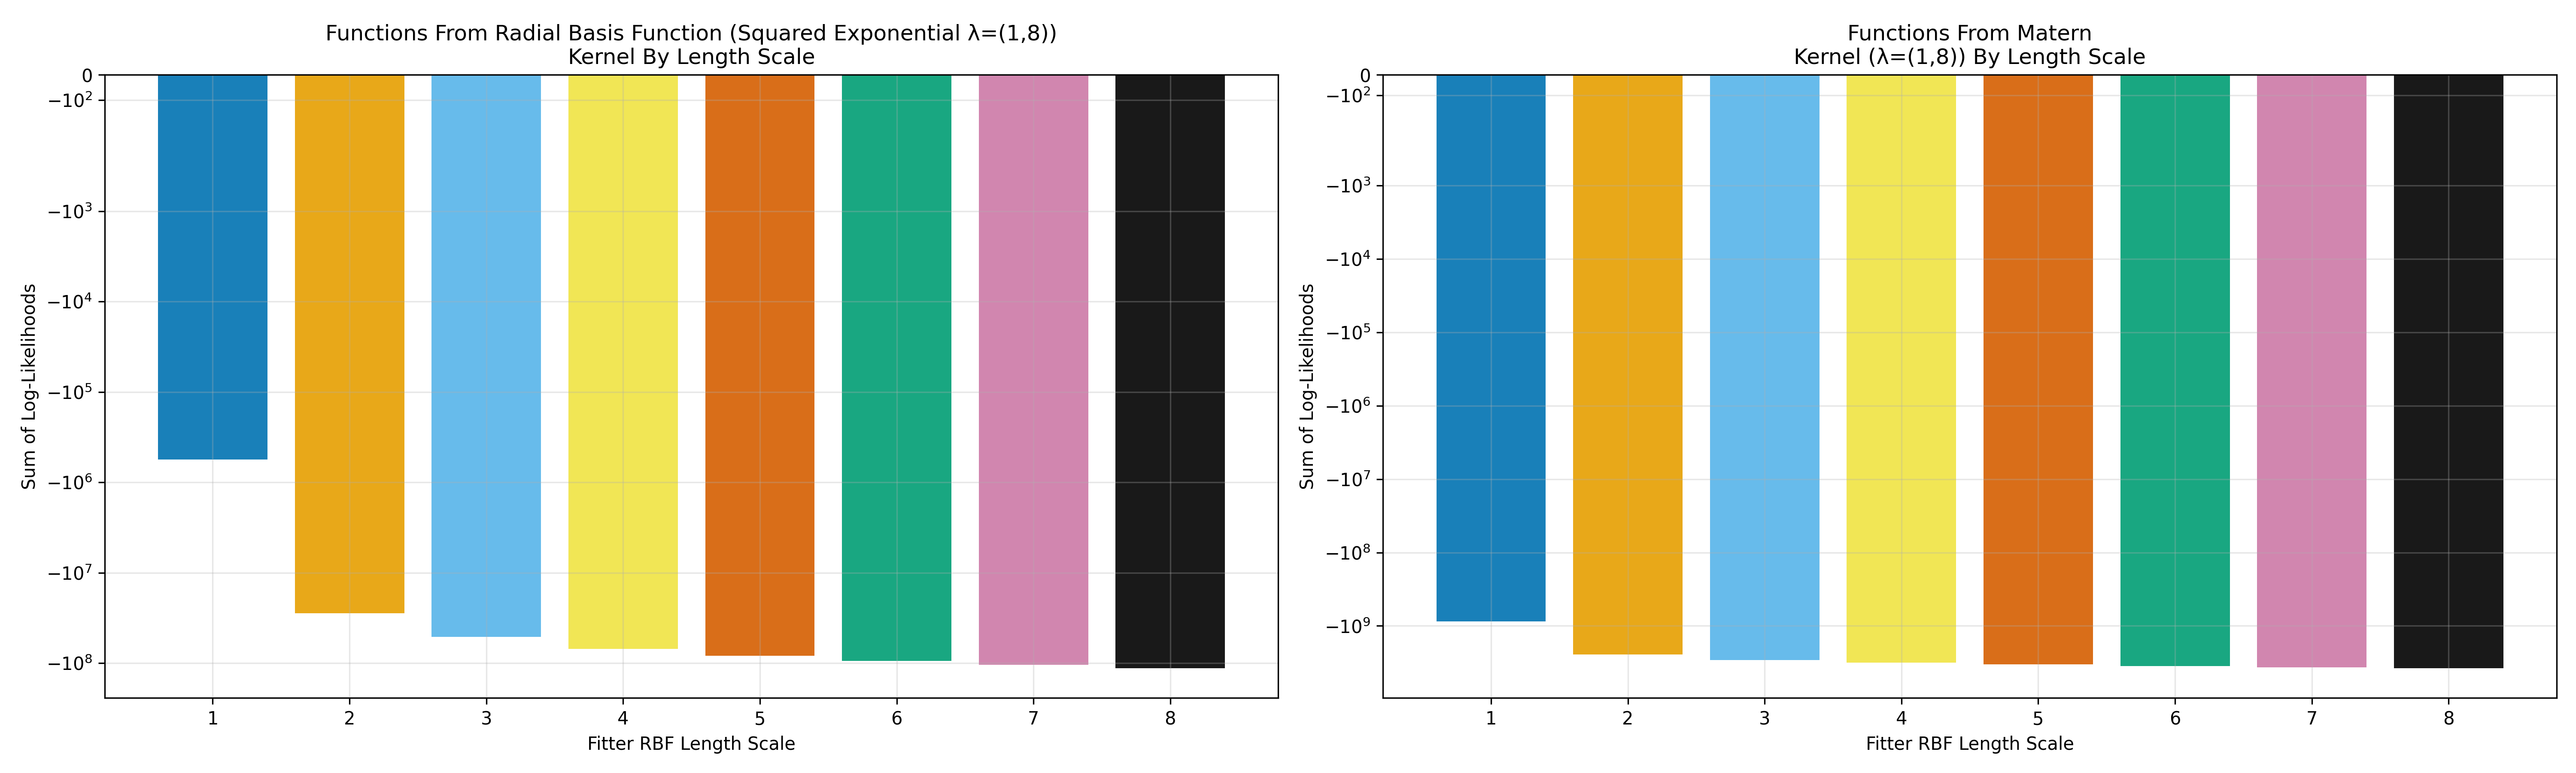 Functions From Radial Basis Function (Squared Exponential λ=(1,8))
Kernel By Length Scale
Sum of Log-Likelihoods
0
−10²
−10³
−10⁴
−10⁵
−10⁶
−10⁷
−10⁸
1 2 3 4 5 6 7 8
Fitter RBF Length Scale
Functions From Matern
Kernel (λ=(1,8)) By Length Scale
Sum of Log-Likelihoods
0
−10²
−10³
−10⁴
−10⁵
−10⁶
−10⁷
−10⁸
−10⁹
1 2 3 4 5 6 7 8
Fitter RBF Length Scale